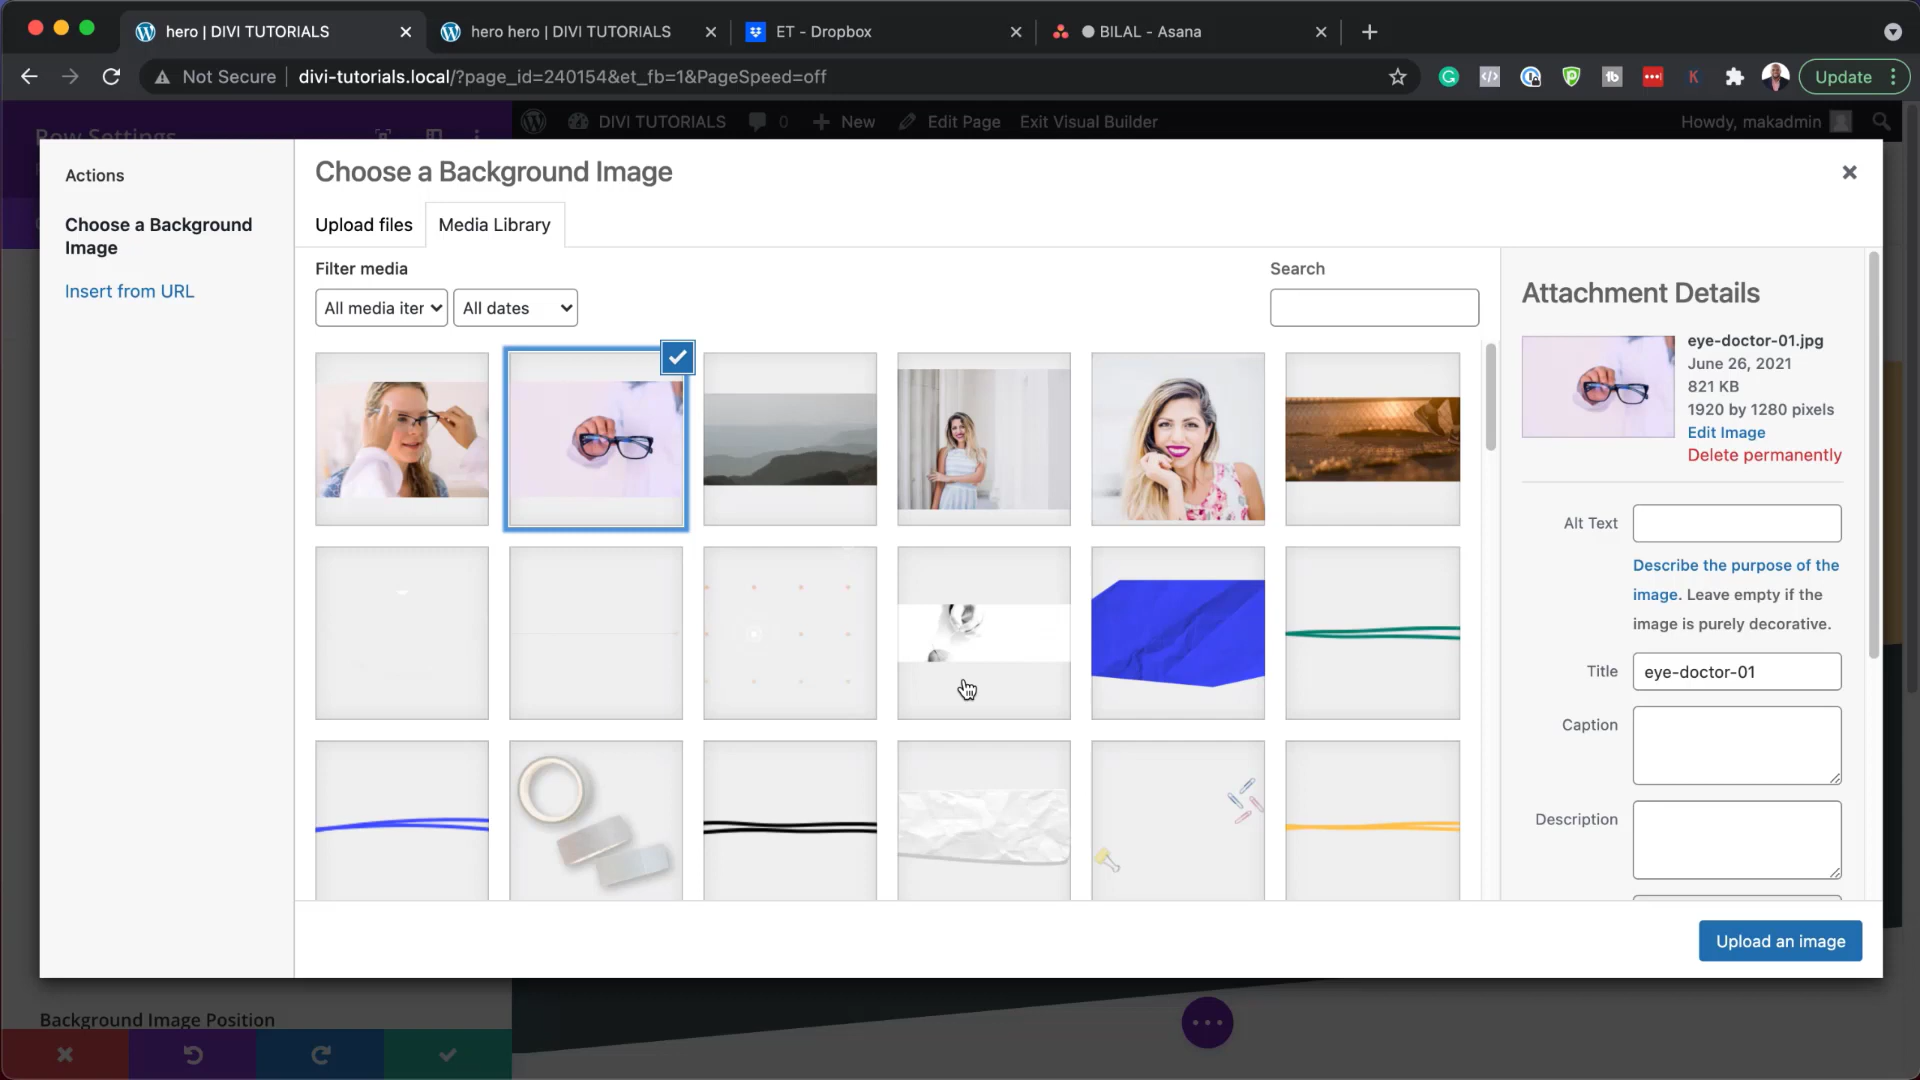 hero | DIVI TUTORIALS
hero hero | DIVI TUTORIALS
ET - Dropbox
BILAL - Asana
Not Secure
divi-tutorials.local/?page_id=240154&et_fb=1&PageSpeed=off
Update
Row Settings
DIVI TUTORIALS
0
New
Edit Page
Exit Visual Builder
Howdy, makadmin
Actions
Choose a Background Image
Insert from URL
Choose a Background Image
Upload files
Media Library
Filter media
All media iter
All dates
Search
Attachment Details
eye-doctor-01.jpg
June 26, 2021
821 KB
1920 by 1280 pixels
Edit Image
Delete permanently
Alt Text
Describe the purpose of the
image. Leave empty if the
image is purely decorative.
Title
eye-doctor-01
Caption
Description
Upload an image
Background Image Position